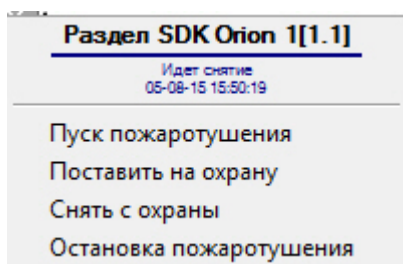 Раздел SDK Orion 1[1.1]
Идет снятие
05-08-15 15:50:19
Пуск пожаротушения
Поставить на охрану
Снять с охраны
Остановка пожаротушения